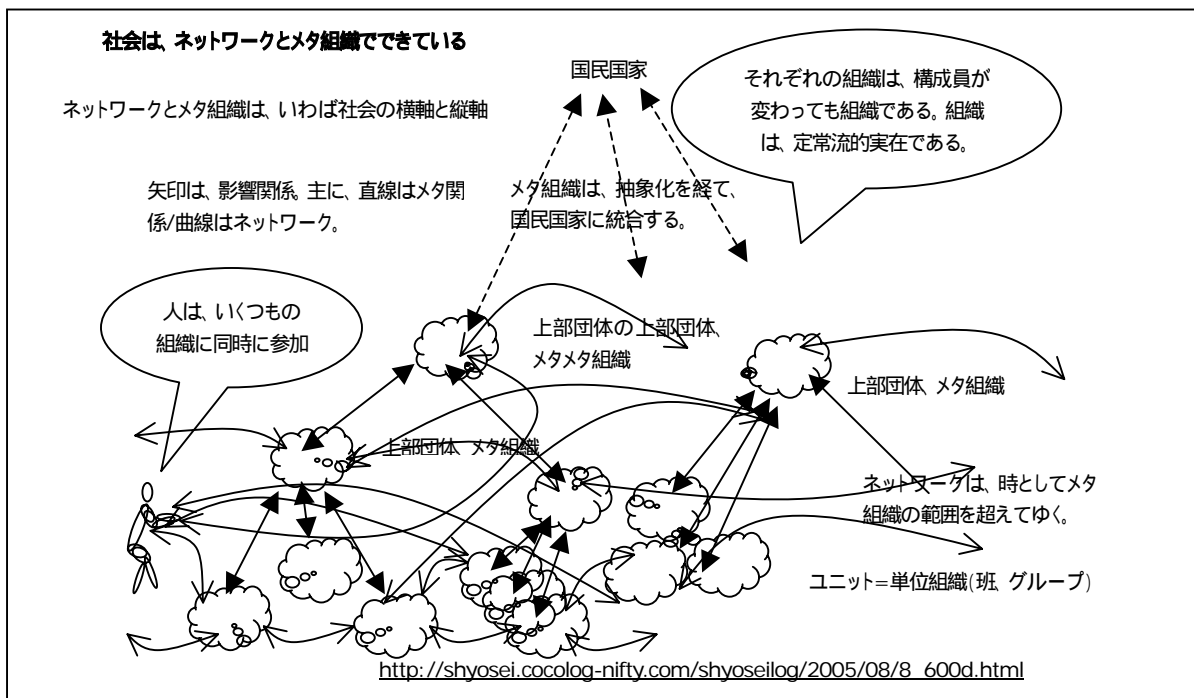 社会は、ネットワークとメタ組織でできている
国民国家
それぞれの組織は、構成員が
変わっても組織である。組織
は、定常流的実在である。
ネットワークとメタ組織は、いわば社会の横軸と縦軸
矢印は、影響関係。主に、直線はメタ関
係/曲線はネットワーク。
メタ組織は、抽象化を経て、
国民国家に統合する。
人は、いくつもの
組織に同時に参加
上部団体の上部団体、
メタメタ組織
上部団体、メタ組織
上部団体、メタ組織
ネットワークは、時としてメタ
組織の範囲を超えてゆく。
ユニット=単位組織(班、グループ)
http://shyosei.cocolog-nifty.com/shyoseilog/2005/08/8_600d.html